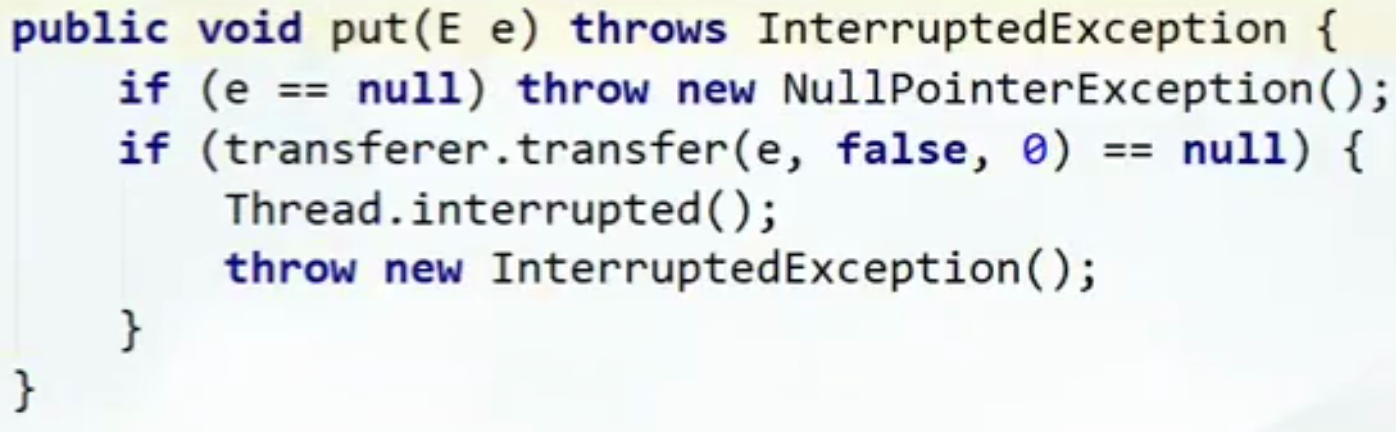 public void put(E e) throws InterruptedException {
    if (e == null) throw new NullPointerException();
    if (transferer.transfer(e, false, 0) == null) {
        Thread.interrupted();
        throw new InterruptedException();
    }
}